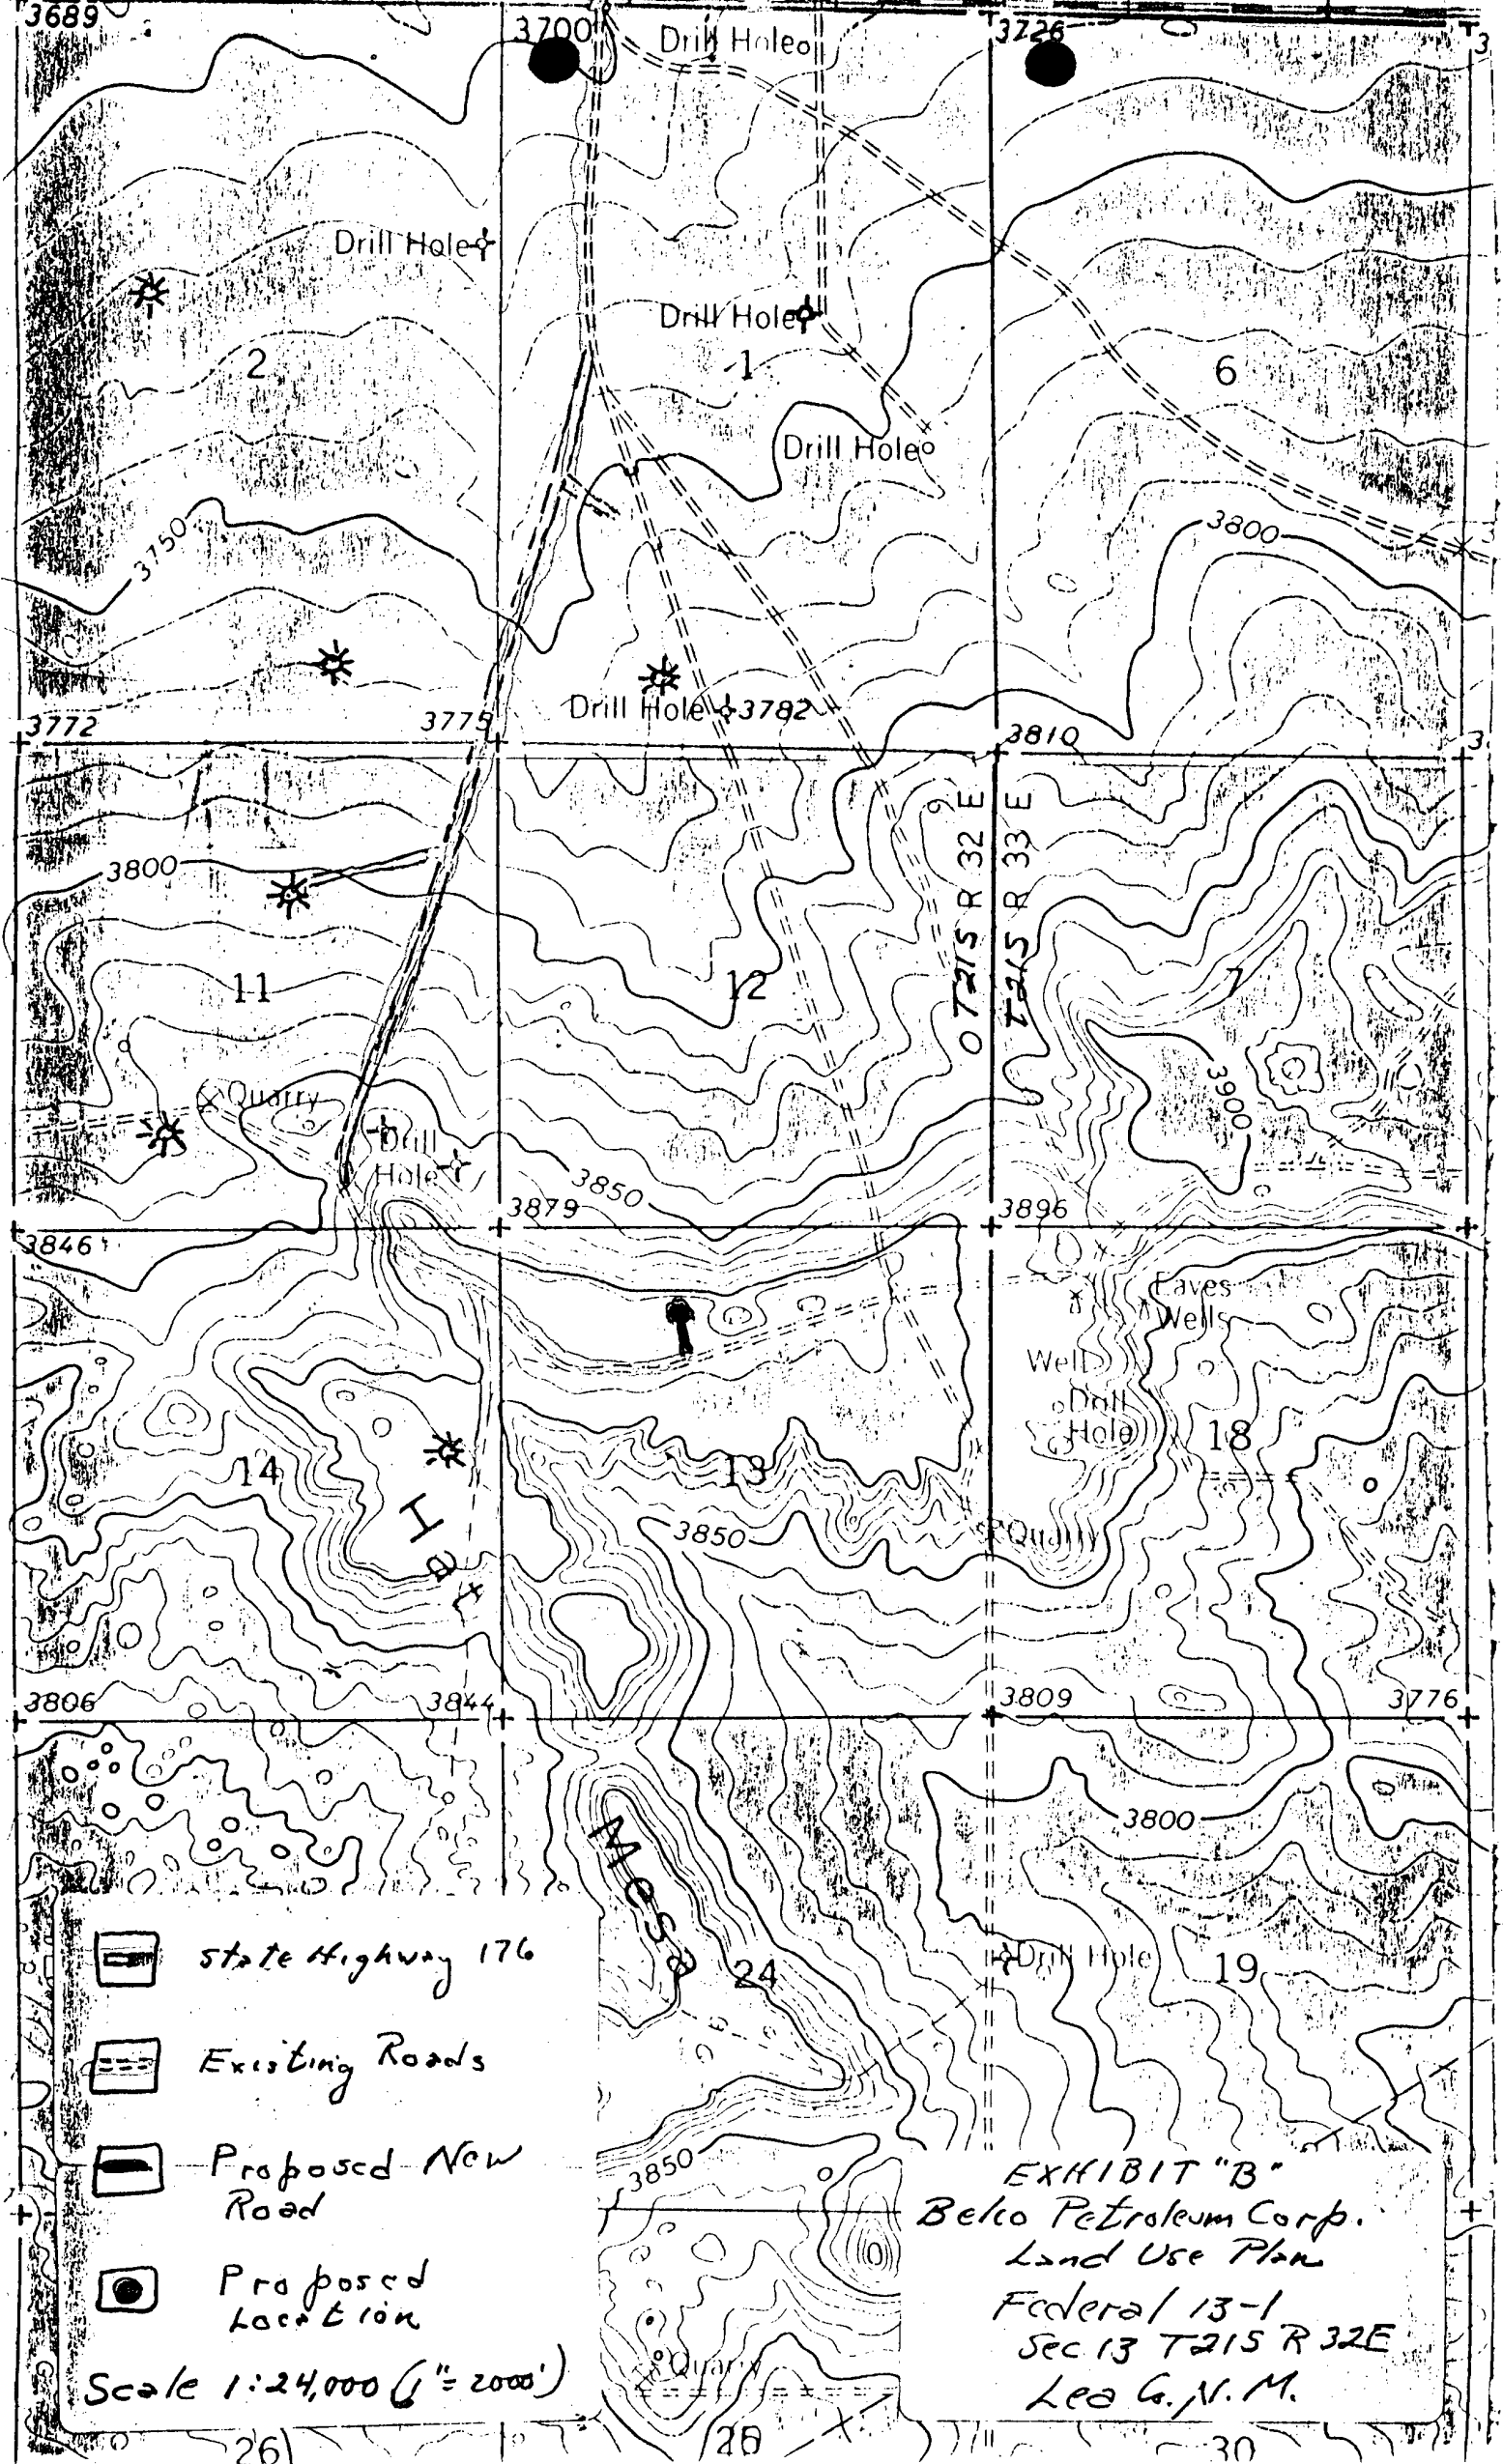 3689
3700
Drill Hole
3726
3
Drill Hole
Drill Hole
2
1
6
Drill Hole
3750
3800
Drill Hole 3782
3772
3775
3810
3
3800
T21S R 32 E
T21S R 33 E
11
12
7
3900
Quarry
Drill
Hole
3850
3879
3896
3846
Eaves
Wells
Well
Drill
Hole
14
13
18
Hat
3850
Quarry
3806
3844
3809
3776
3800
Mesa
24
Drill Hole
19
State Highway 176
Existing Roads
Proposed New
Road
Proposed
Location
Scale 1:24,000 (1"=2000')
3850
Quarry
EXHIBIT "B"
Belco Petroleum Corp.
Land Use Plan
Federal 13-1
Sec 13 T21S R 32E
Lea Co. N. M.
26
30